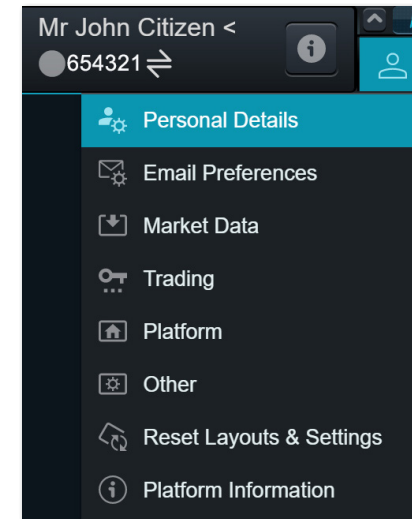 Mr John Citizen <
654321
Personal Details
Email Preferences
Market Data
Trading
Platform
Other
Reset Layouts & Settings
Platform Information